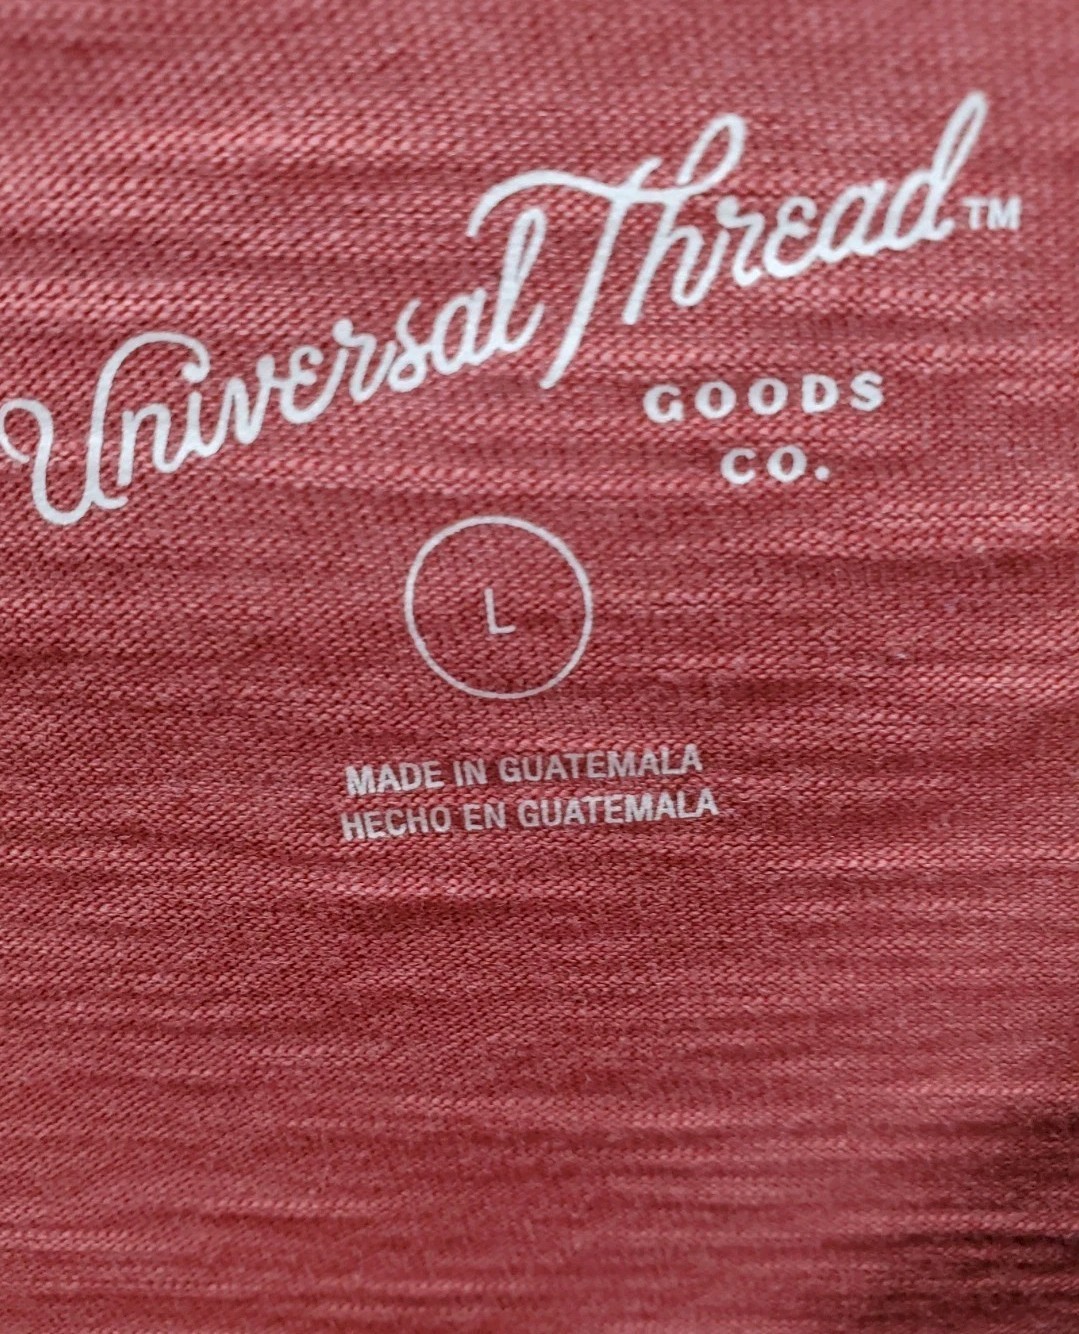 Universal Thread™
GOODS
CO.
L
MADE IN GUATEMALA
HECHO EN GUATEMALA